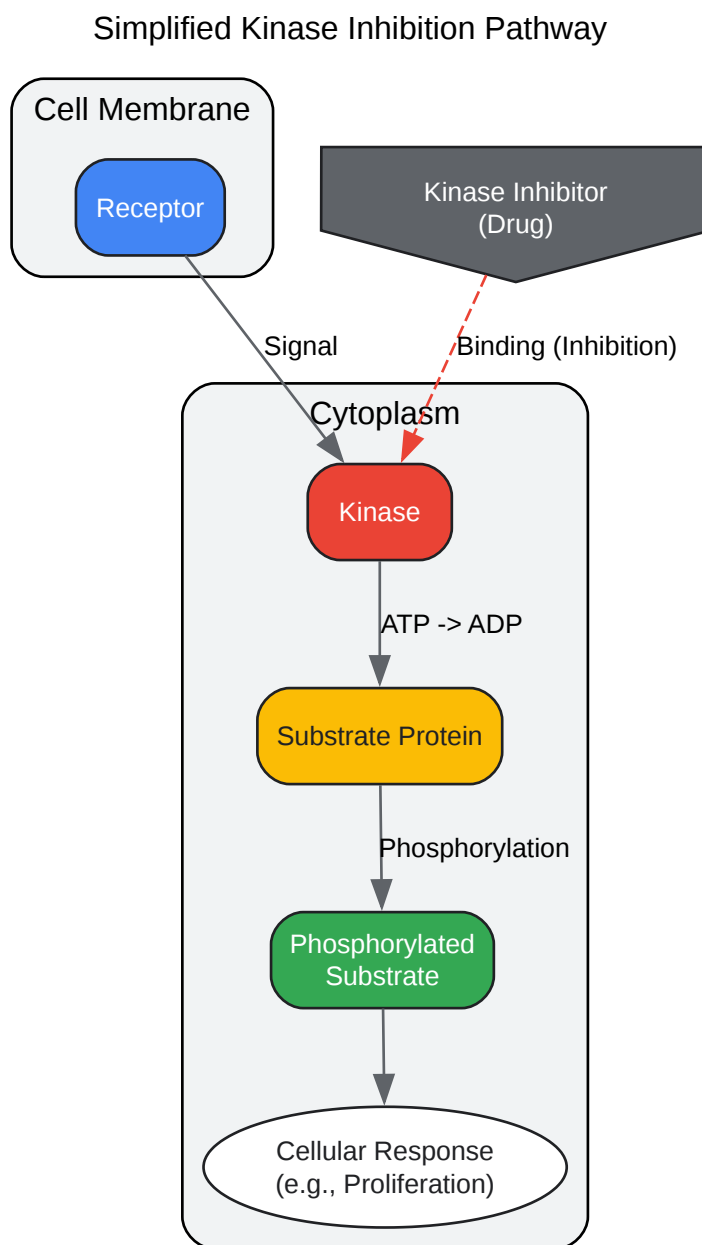 Simplified Kinase Inhibition Pathway
Cell Membrane
Receptor
Kinase Inhibitor
(Drug)
Signal
Binding (Inhibition)
Cytoplasm
Kinase
ATP -> ADP
Substrate Protein
Phosphorylation
Phosphorylated
Substrate
Cellular Response
(e.g., Proliferation)